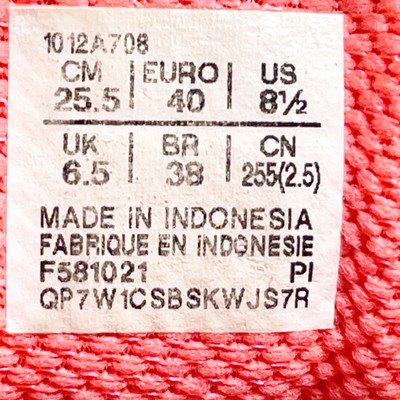 1012A708
CM | EURO | US
25.5 | 40 | 8½
UK | BR | CN
6.5 | 38 | 255(2.5)
MADE IN INDONESIA
FABRIQUE EN INDONESIE
F581021 PI
QP7W1CSBSKWJS7R